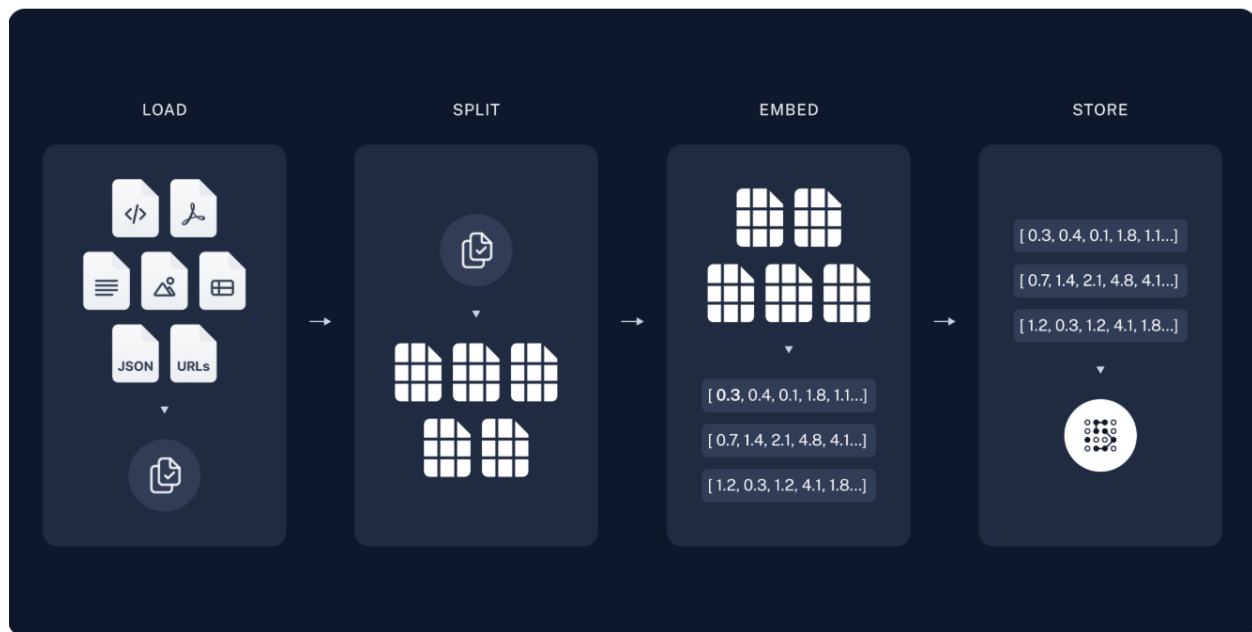 LOAD
SPLIT
EMBED
STORE
</>
JSON
URLs
[ 0.3, 0.4, 0.1, 1.8, 1.1...]
[ 0.7, 1.4, 2.1, 4.8, 4.1...]
[ 1.2, 0.3, 1.2, 4.1, 1.8...]
[ 0.3, 0.4, 0.1, 1.8, 1.1...]
[ 0.7, 1.4, 2.1, 4.8, 4.1...]
[ 1.2, 0.3, 1.2, 4.1, 1.8...]